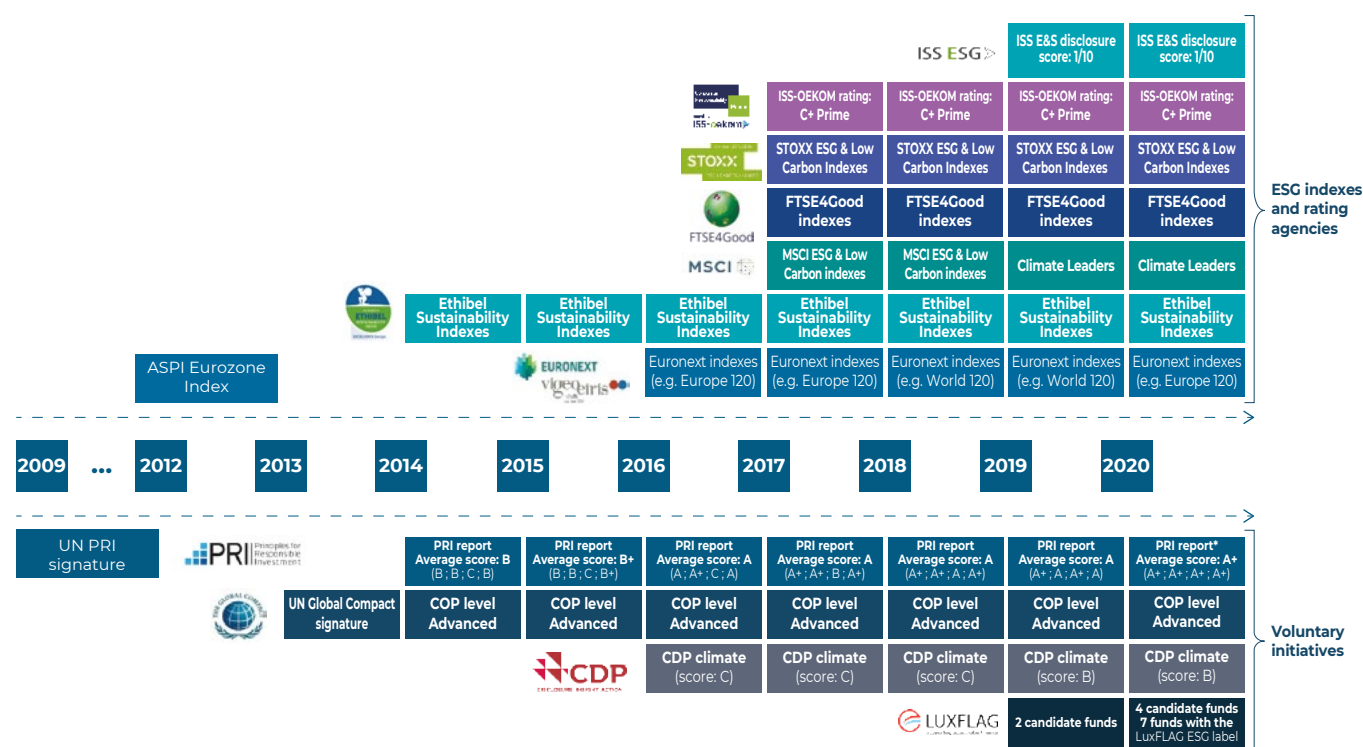 ISS ESG
ISS E&S disclosure
score: 1/10
ISS E&S disclosure
score: 1/10
ISS-oekom
ISS-OEKOM rating:
C+ Prime
ISS-OEKOM rating:
C+ Prime
ISS-OEKOM rating:
C+ Prime
ISS-OEKOM rating:
C+ Prime
STOXX
STOXX ESG & Low
Carbon Indexes
STOXX ESG & Low
Carbon Indexes
STOXX ESG & Low
Carbon Indexes
STOXX ESG & Low
Carbon Indexes
FTSE4Good
FTSE4Good
indexes
FTSE4Good
indexes
FTSE4Good
indexes
FTSE4Good
indexes
MSCI
MSCI ESG & Low
Carbon indexes
MSCI ESG & Low
Carbon indexes
Climate Leaders
Climate Leaders
ETHIBEL
Ethibel
Sustainability
Indexes
Ethibel
Sustainability
Indexes
Ethibel
Sustainability
Indexes
Ethibel
Sustainability
Indexes
Ethibel
Sustainability
Indexes
Ethibel
Sustainability
Indexes
Ethibel
Sustainability
Indexes
ASPI Eurozone
Index
EURONEXT
vigeo eiris
Euronext indexes
(e.g. Europe 120)
Euronext indexes
(e.g. Europe 120)
Euronext indexes
(e.g. World 120)
Euronext indexes
(e.g. World 120)
Euronext indexes
(e.g. Europe 120)
ESG indexes
and rating
agencies
2009 ... 2012 2013 2014 2015 2016 2017 2018 2019 2020
UN PRI
signature
PRI Principles for
Responsible
Investment
PRI report
Average score: B
(B ; B ; C ; B)
PRI report
Average score: B+
(B ; B ; C ; B+)
PRI report
Average score: A
(A ; A+ ; C ; A)
PRI report
Average score: A
(A+ ; A+ ; B ; A+)
PRI report
Average score: A
(A+ ; A+ ; A ; A+)
PRI report
Average score: A
(A+ ; A ; A+ ; A)
PRI report*
Average score: A+
(A+ ; A+ ; A+ ; A+)
THE GLOBAL COMPACT
UN Global Compact
signature
COP level
Advanced
COP level
Advanced
COP level
Advanced
COP level
Advanced
COP level
Advanced
COP level
Advanced
COP level
Advanced
CDP
DISCLOSURE INSIGHT ACTION
CDP climate
(score: C)
CDP climate
(score: C)
CDP climate
(score: C)
CDP climate
(score: B)
CDP climate
(score: B)
LUXFLAG
2 candidate funds
4 candidate funds
7 funds with the
LuxFLAG ESG label
Voluntary
initiatives